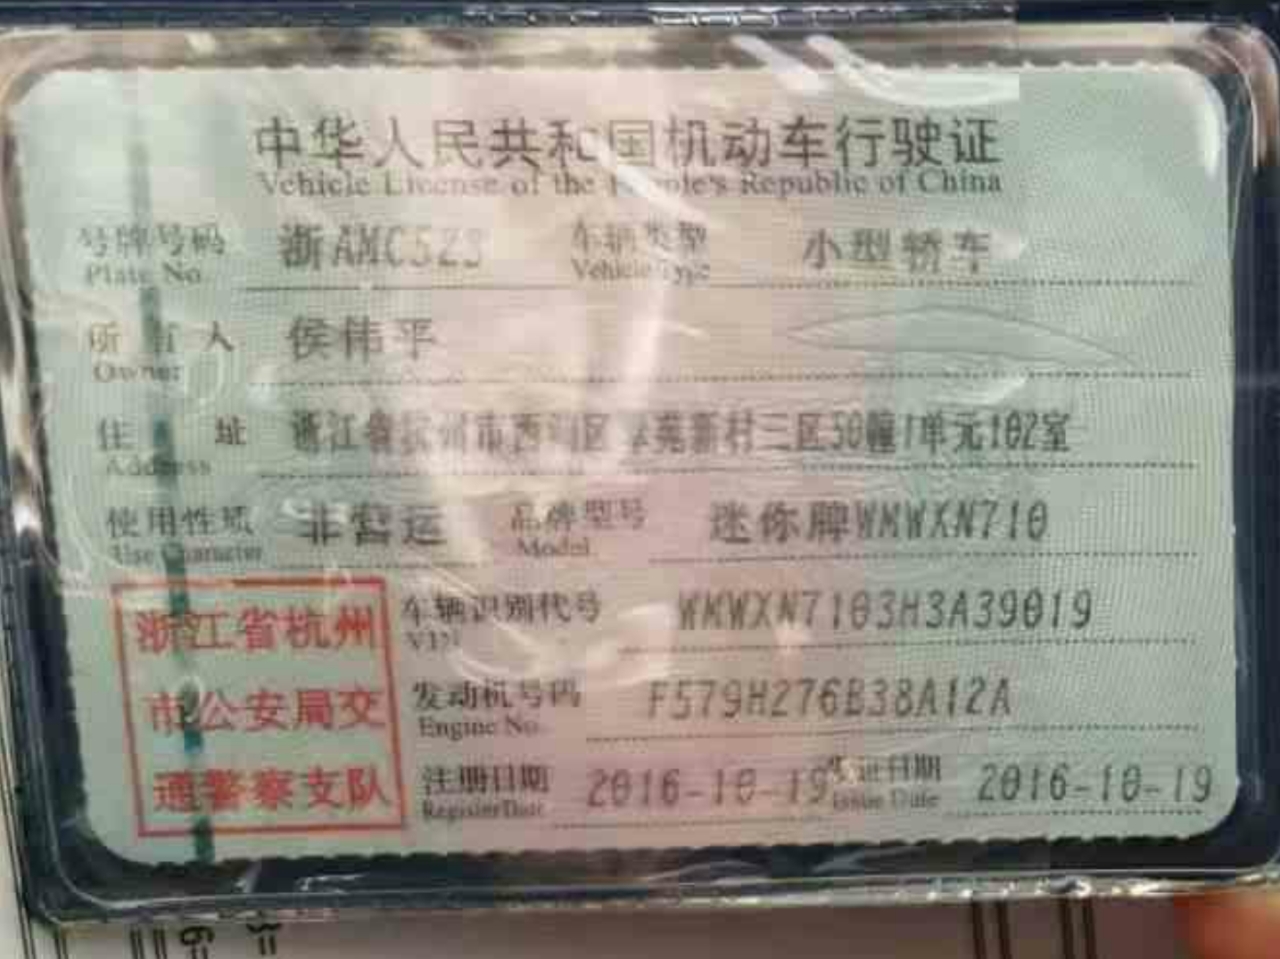 中华人民共和国机动车行驶证
Vehicle License of the People's Republic of China
号牌号码 浙AMC523 车辆类型 小型轿车
Plate No. Vehicle Type
所有人 侯伟平
Owner
住址 浙江省杭州市西湖区 苑新村三区50幢1单元102室
Address
使用性质 非营运 品牌型号 迷你牌WMWXN710
Use Character Model
浙江省杭州
市公安局交
通警察支队
车辆识别代号 WMWXN7103H3A39019
VIN
发动机号码 F579H276B38A12A
Engine No.
注册日期 2016-10-19 发证日期 2016-10-19
Register Date Issue Date